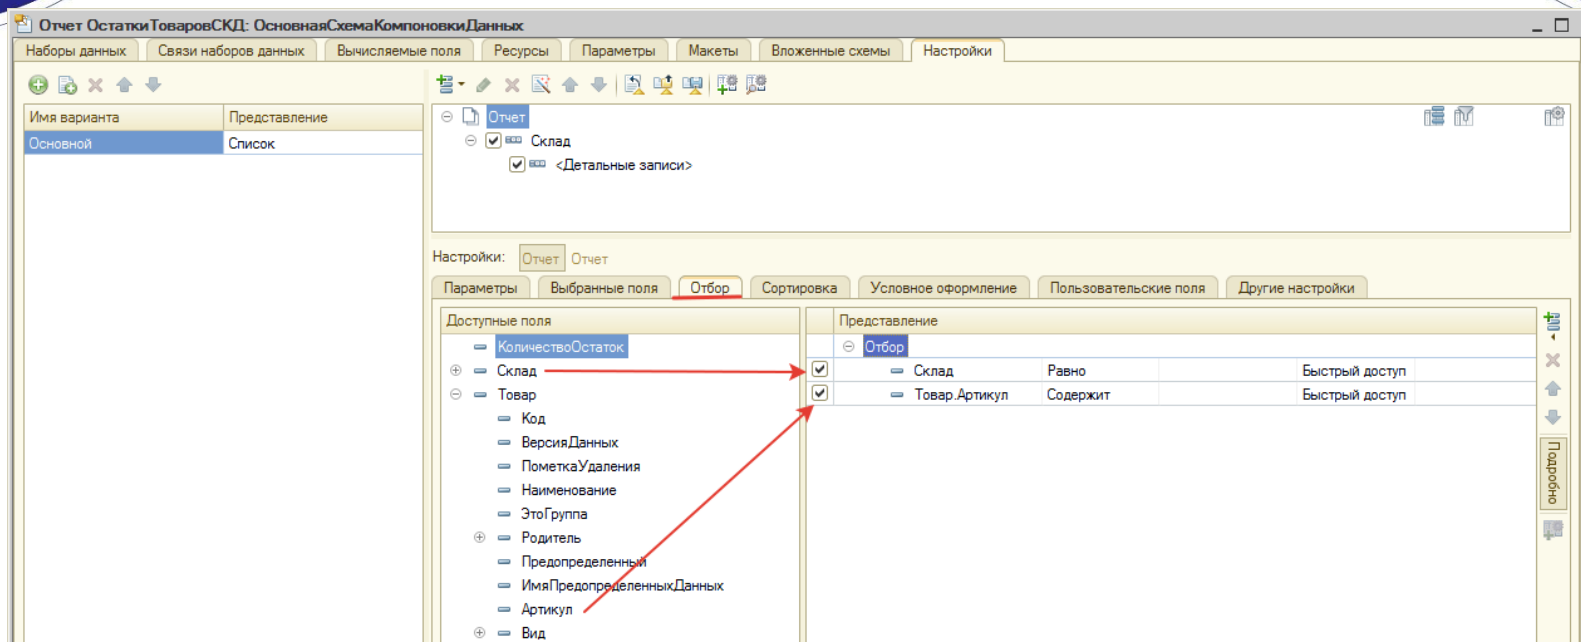 Отчет ОстаткиТоваровСКД: ОсновнаяСхемаКомпоновкиДанных
Наборы данных Связи наборов данных Вычисляемые поля Ресурсы Параметры Макеты Вложенные схемы Настройки
Имя варианта Представление
Основной Список
Отчет
Склад
<Детальные записи>
Настройки: Отчет Отчет
Параметры Выбранные поля Отбор Сортировка Условное оформление Пользовательские поля Другие настройки
Доступные поля Представление
КоличествоОстаток Отбор
Склад Склад Равно Быстрый доступ
Товар Товар.Артикул Содержит Быстрый доступ
Код
ВерсияДанных
ПометкаУдаления
Наименование
ЭтоГруппа
Родитель
Предопределенный
ИмяПредопределенныхДанных
Артикул
Вид
Подробно